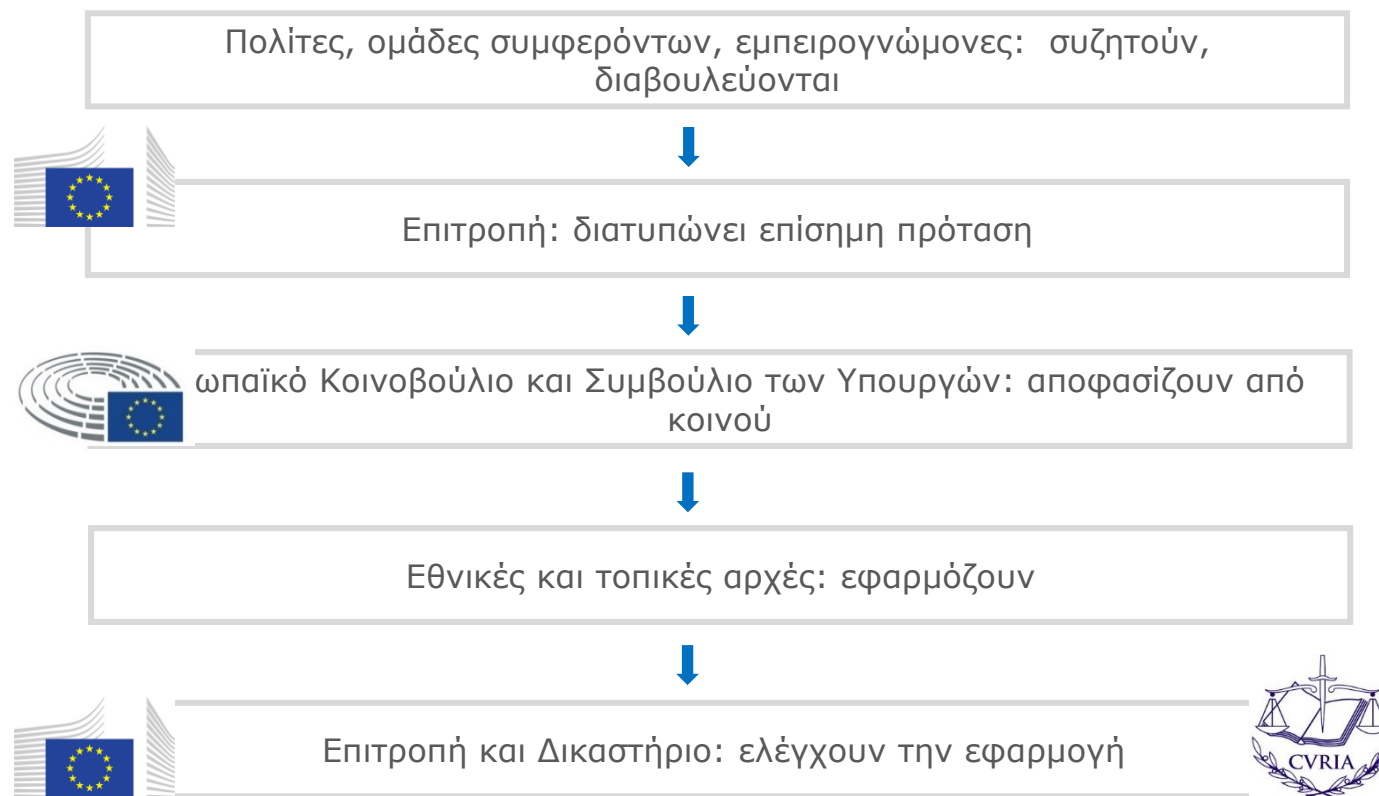 Πολίτες, ομάδες συμφερόντων, εμπειρογνώμονες:  συζητούν,
διαβουλεύονται
Επιτροπή: διατυπώνει επίσημη πρόταση
ωπαϊκό Κοινοβούλιο και Συμβούλιο των Υπουργών: αποφασίζουν από
κοινού
Εθνικές και τοπικές αρχές: εφαρμόζουν
Επιτροπή και Δικαστήριο: ελέγχουν την εφαρμογή
CVRIA